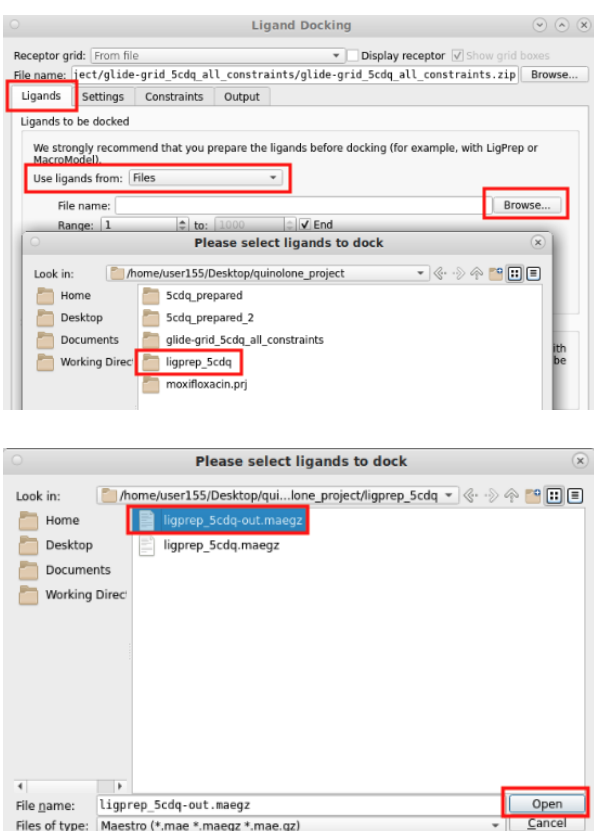 Ligand Docking
Receptor grid: From file Display receptor Show grid boxes
File name: ject/glide-grid_5cdq_all_constraints/glide-grid_5cdq_all_constraints.zip Browse...
Ligands Settings Constraints Output
Ligands to be docked
We strongly recommend that you prepare the ligands before docking (for example, with LigPrep or
MacroModel).
Use ligands from: Files
File name: Browse...
Range: 1 to: 1000 End
Please select ligands to dock
Look in: /home/user155/Desktop/quinolone_project
Home 5cdq_prepared
Desktop 5cdq_prepared_2
Documents glide-grid_5cdq_all_constraints
ith
Working Direc ligprep_5cdq
be
moxifloxacin.prj
Please select ligands to dock
Look in: /home/user155/Desktop/qui...lone_project/ligprep_5cdq
Home ligprep_5cdq-out.maegz
Desktop ligprep_5cdq.maegz
Documents
Working Direc
File name: ligprep_5cdq-out.maegz Open
Files of type: Maestro (*.mae *.maegz *.mae.gz) Cancel